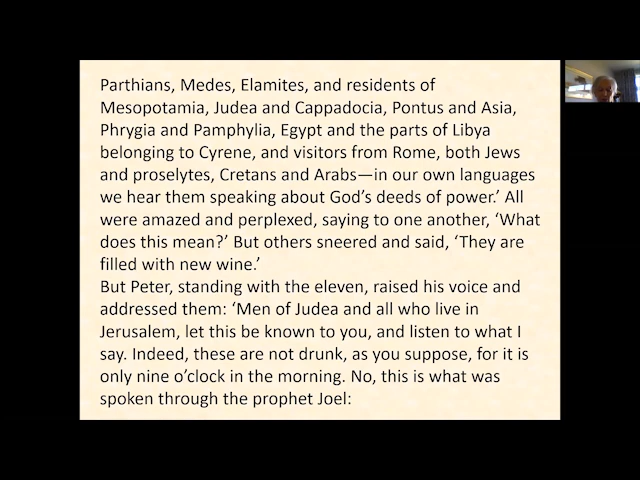 Parthians, Medes, Elamites, and residents of
Mesopotamia, Judea and Cappadocia, Pontus and Asia,
Phrygia and Pamphylia, Egypt and the parts of Libya
belonging to Cyrene, and visitors from Rome, both Jews
and proselytes, Cretans and Arabs—in our own languages
we hear them speaking about God’s deeds of power.’ All
were amazed and perplexed, saying to one another, ‘What
does this mean?’ But others sneered and said, ‘They are
filled with new wine.’
But Peter, standing with the eleven, raised his voice and
addressed them: ‘Men of Judea and all who live in
Jerusalem, let this be known to you, and listen to what I
say. Indeed, these are not drunk, as you suppose, for it is
only nine o’clock in the morning. No, this is what was
spoken through the prophet Joel: